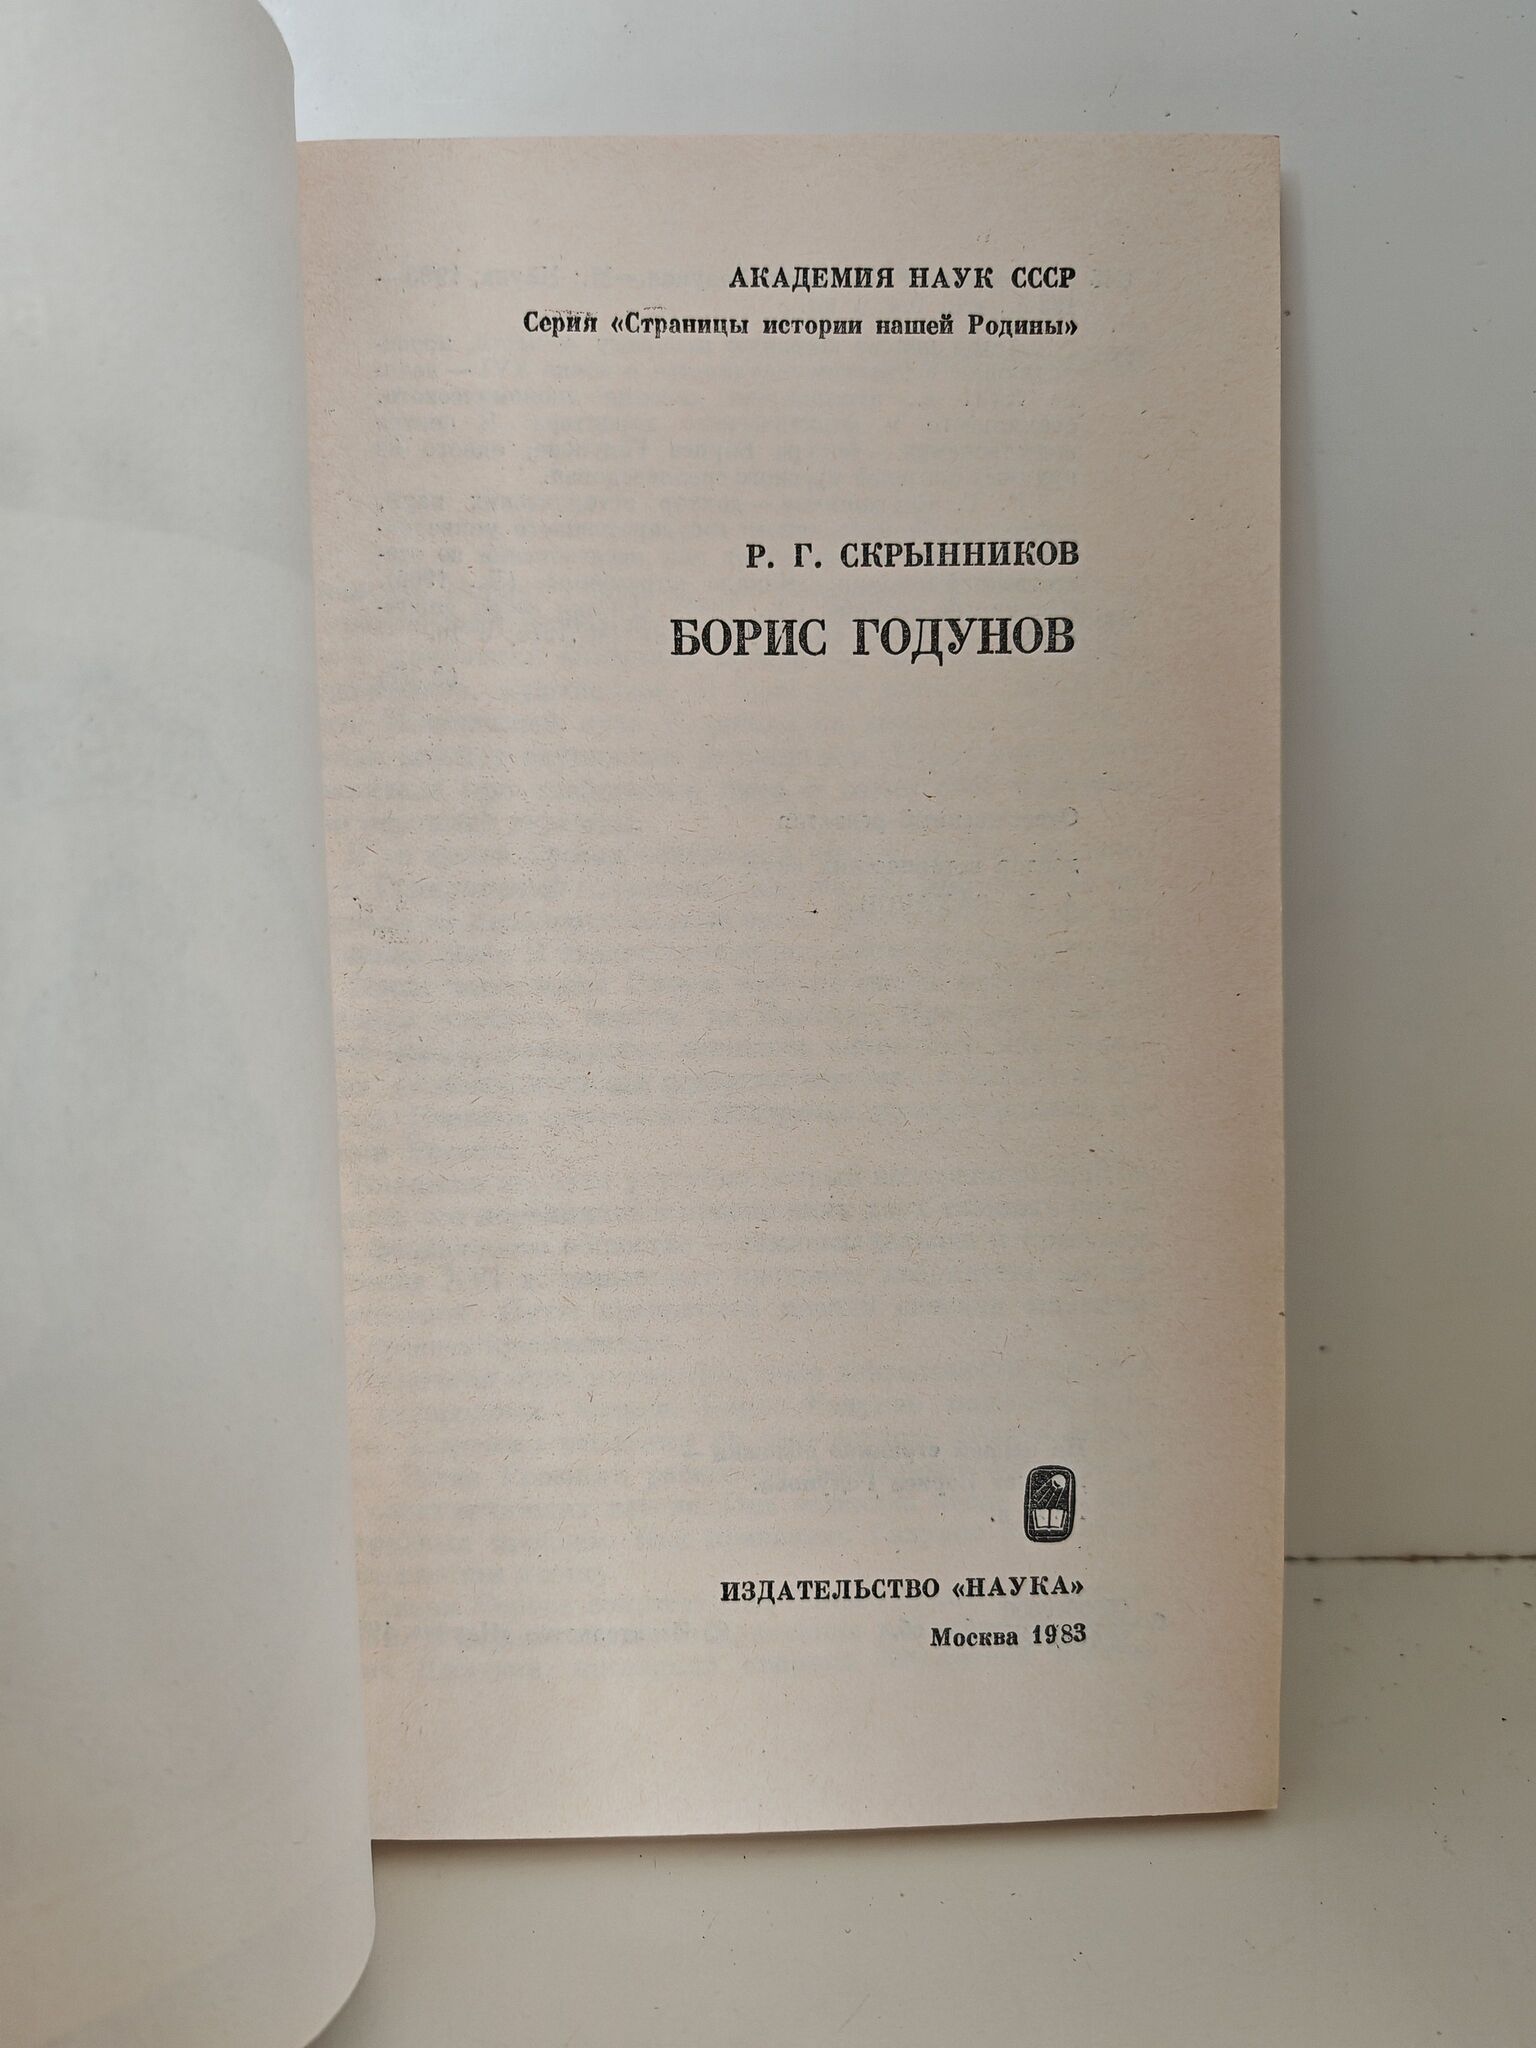 АКАДЕМИЯ НАУК СССР
Серия «Страницы истории нашей Родины»
Р. Г. СКРЫННИКОВ
БОРИС ГОДУНОВ
ИЗДАТЕЛЬСТВО «НАУКА»
Москва 1983